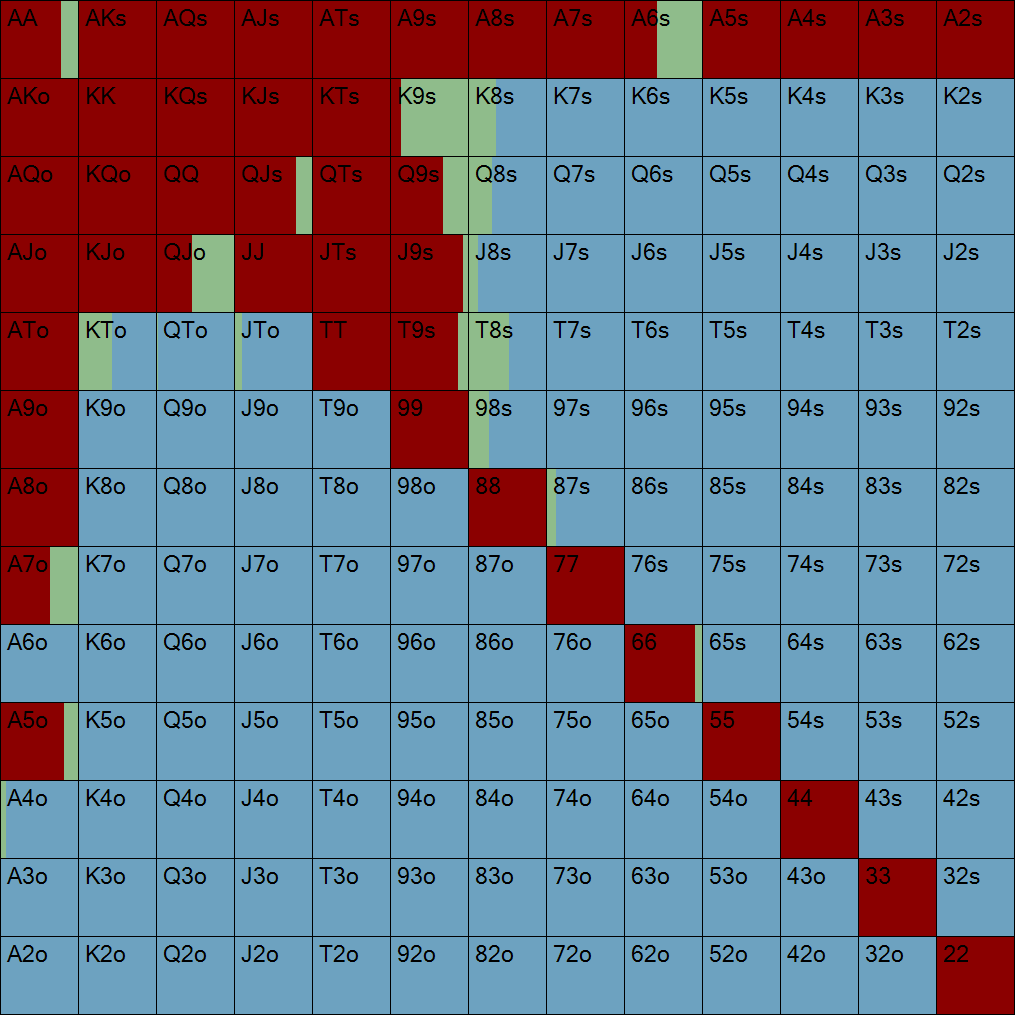 AA AKs AQs AJs ATs A9s A8s A7s A6s A5s A4s A3s A2s
AKo KK KQs KJs KTs K9s K8s K7s K6s K5s K4s K3s K2s
AQo KQo QQ QJs QTs Q9s Q8s Q7s Q6s Q5s Q4s Q3s Q2s
AJo KJo QJo JJ JTs J9s J8s J7s J6s J5s J4s J3s J2s
ATo KTo QTo JTo TT T9s T8s T7s T6s T5s T4s T3s T2s
A9o K9o Q9o J9o T9o 99 98s 97s 96s 95s 94s 93s 92s
A8o K8o Q8o J8o T8o 98o 88 87s 86s 85s 84s 83s 82s
A7o K7o Q7o J7o T7o 97o 87o 77 76s 75s 74s 73s 72s
A6o K6o Q6o J6o T6o 96o 86o 76o 66 65s 64s 63s 62s
A5o K5o Q5o J5o T5o 95o 85o 75o 65o 55 54s 53s 52s
A4o K4o Q4o J4o T4o 94o 84o 74o 64o 54o 44 43s 42s
A3o K3o Q3o J3o T3o 93o 83o 73o 63o 53o 43o 33 32s
A2o K2o Q2o J2o T2o 92o 82o 72o 62o 52o 42o 32o 22